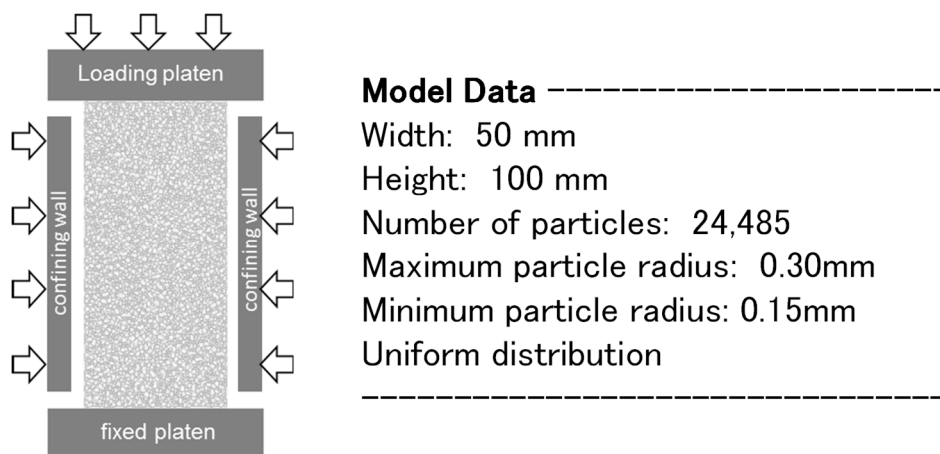 Loading platen
confining wall
confining wall
fixed platen
Model Data
Width: 50 mm
Height: 100 mm
Number of particles: 24,485
Maximum particle radius: 0.30mm
Minimum particle radius: 0.15mm
Uniform distribution